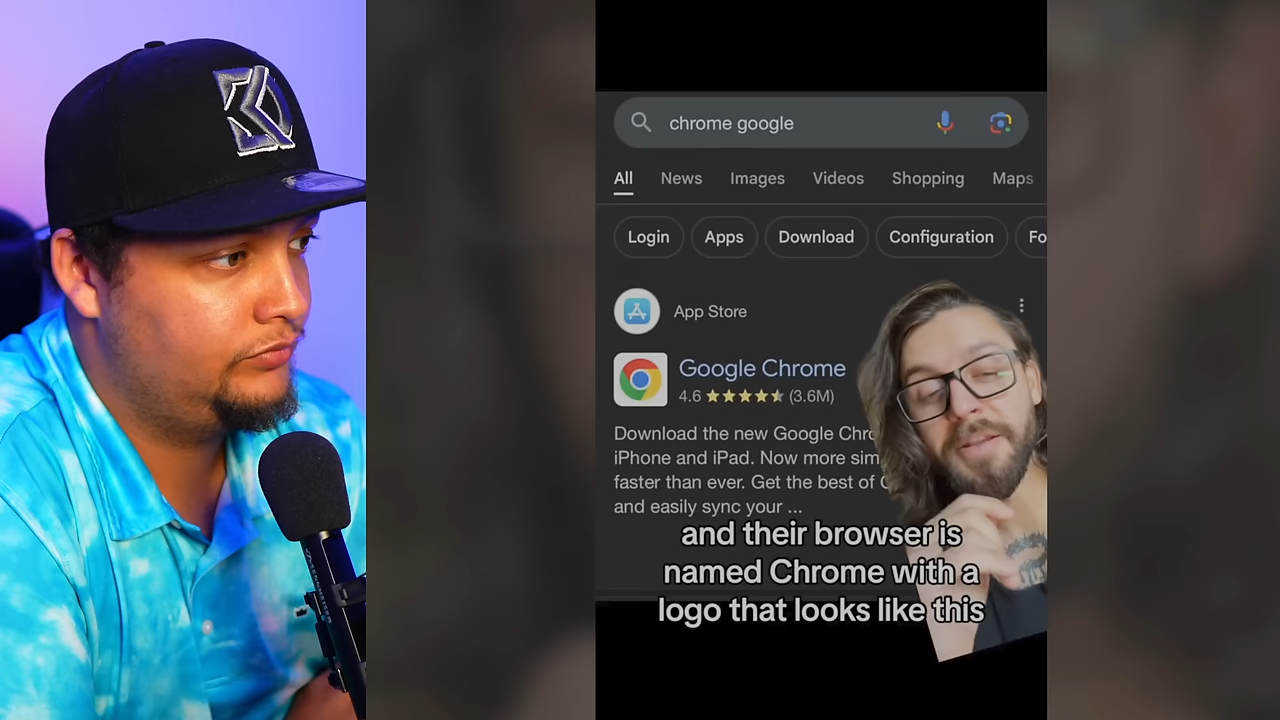 chrome google
All News Images Videos Shopping Maps
Login Apps Download Configuration Fo
App Store
Google Chrome
4.6 (3.6M)
Download the new Google Chro
iPhone and iPad. Now more sim
faster than ever. Get the best of G
and easily sync your ...
and their browser is
named Chrome with a
logo that looks like this